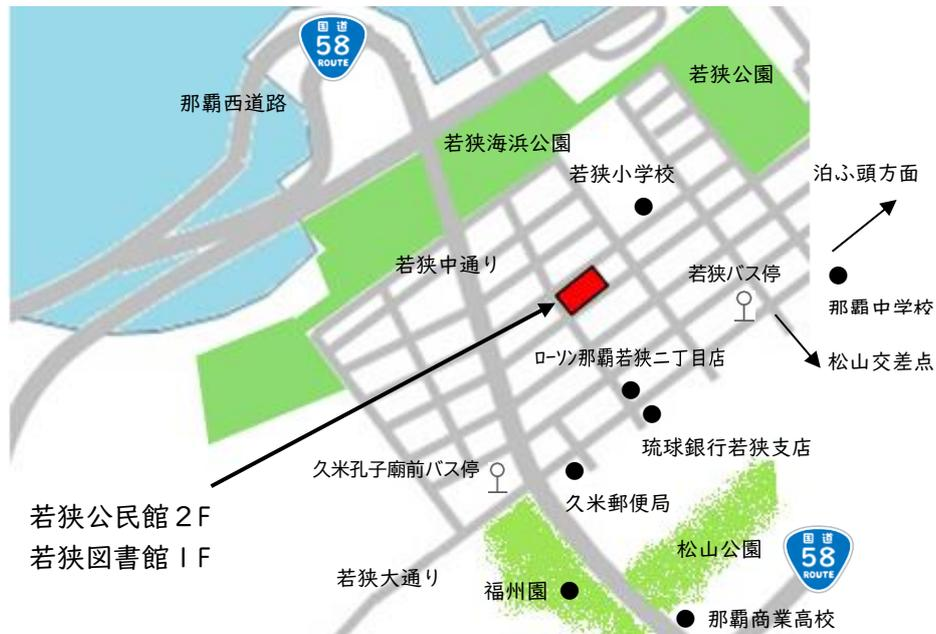 国道
58
ROUTE
若狭公園
那覇西道路
若狭海浜公園
若狭小学校
泊ふ頭方面
若狭中通り
若狭バス停
那覇中学校
ローソン那覇若狭二丁目店
松山交差点
琉球銀行若狭支店
久米孔子廟前バス停
久米郵便局
若狭公民館2F
若狭図書館1F
松山公園
国道
58
ROUTE
若狭大通り
福州園
那覇商業高校